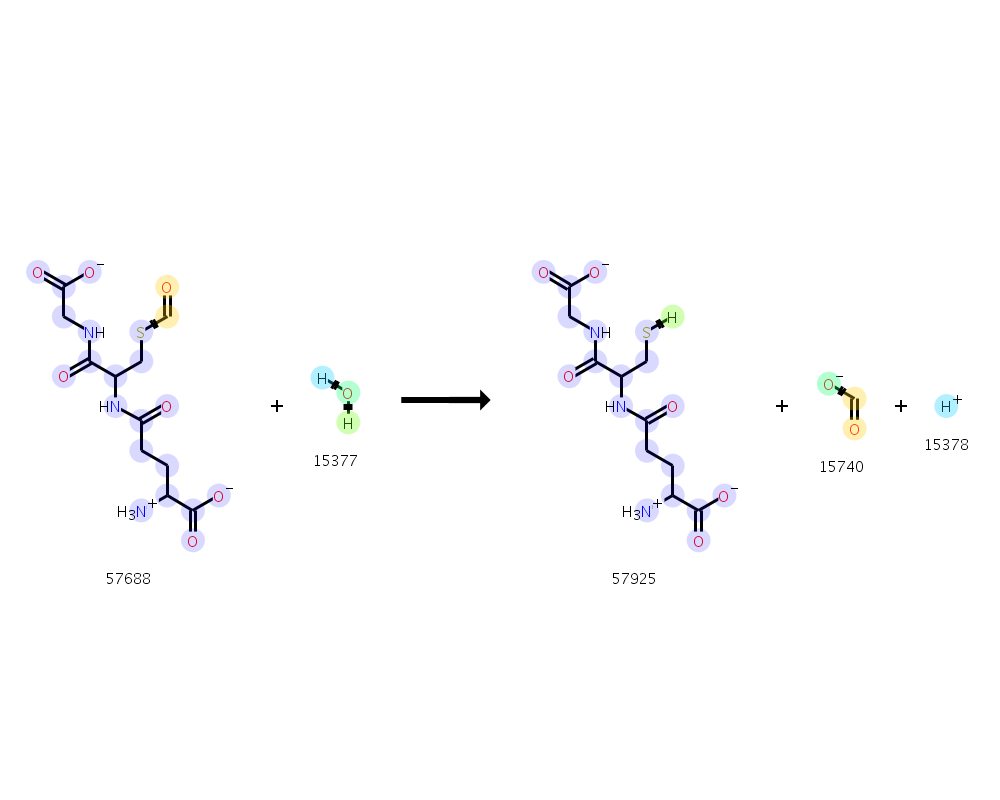 O O⁻ O O⁻
O
S NH S H NH
O O
H O H
HN O + HN O + O⁻ O + H⁺
15377 15740 15378
H₃N⁺ O⁻ O H₃N⁺ O⁻ O
57688 57925